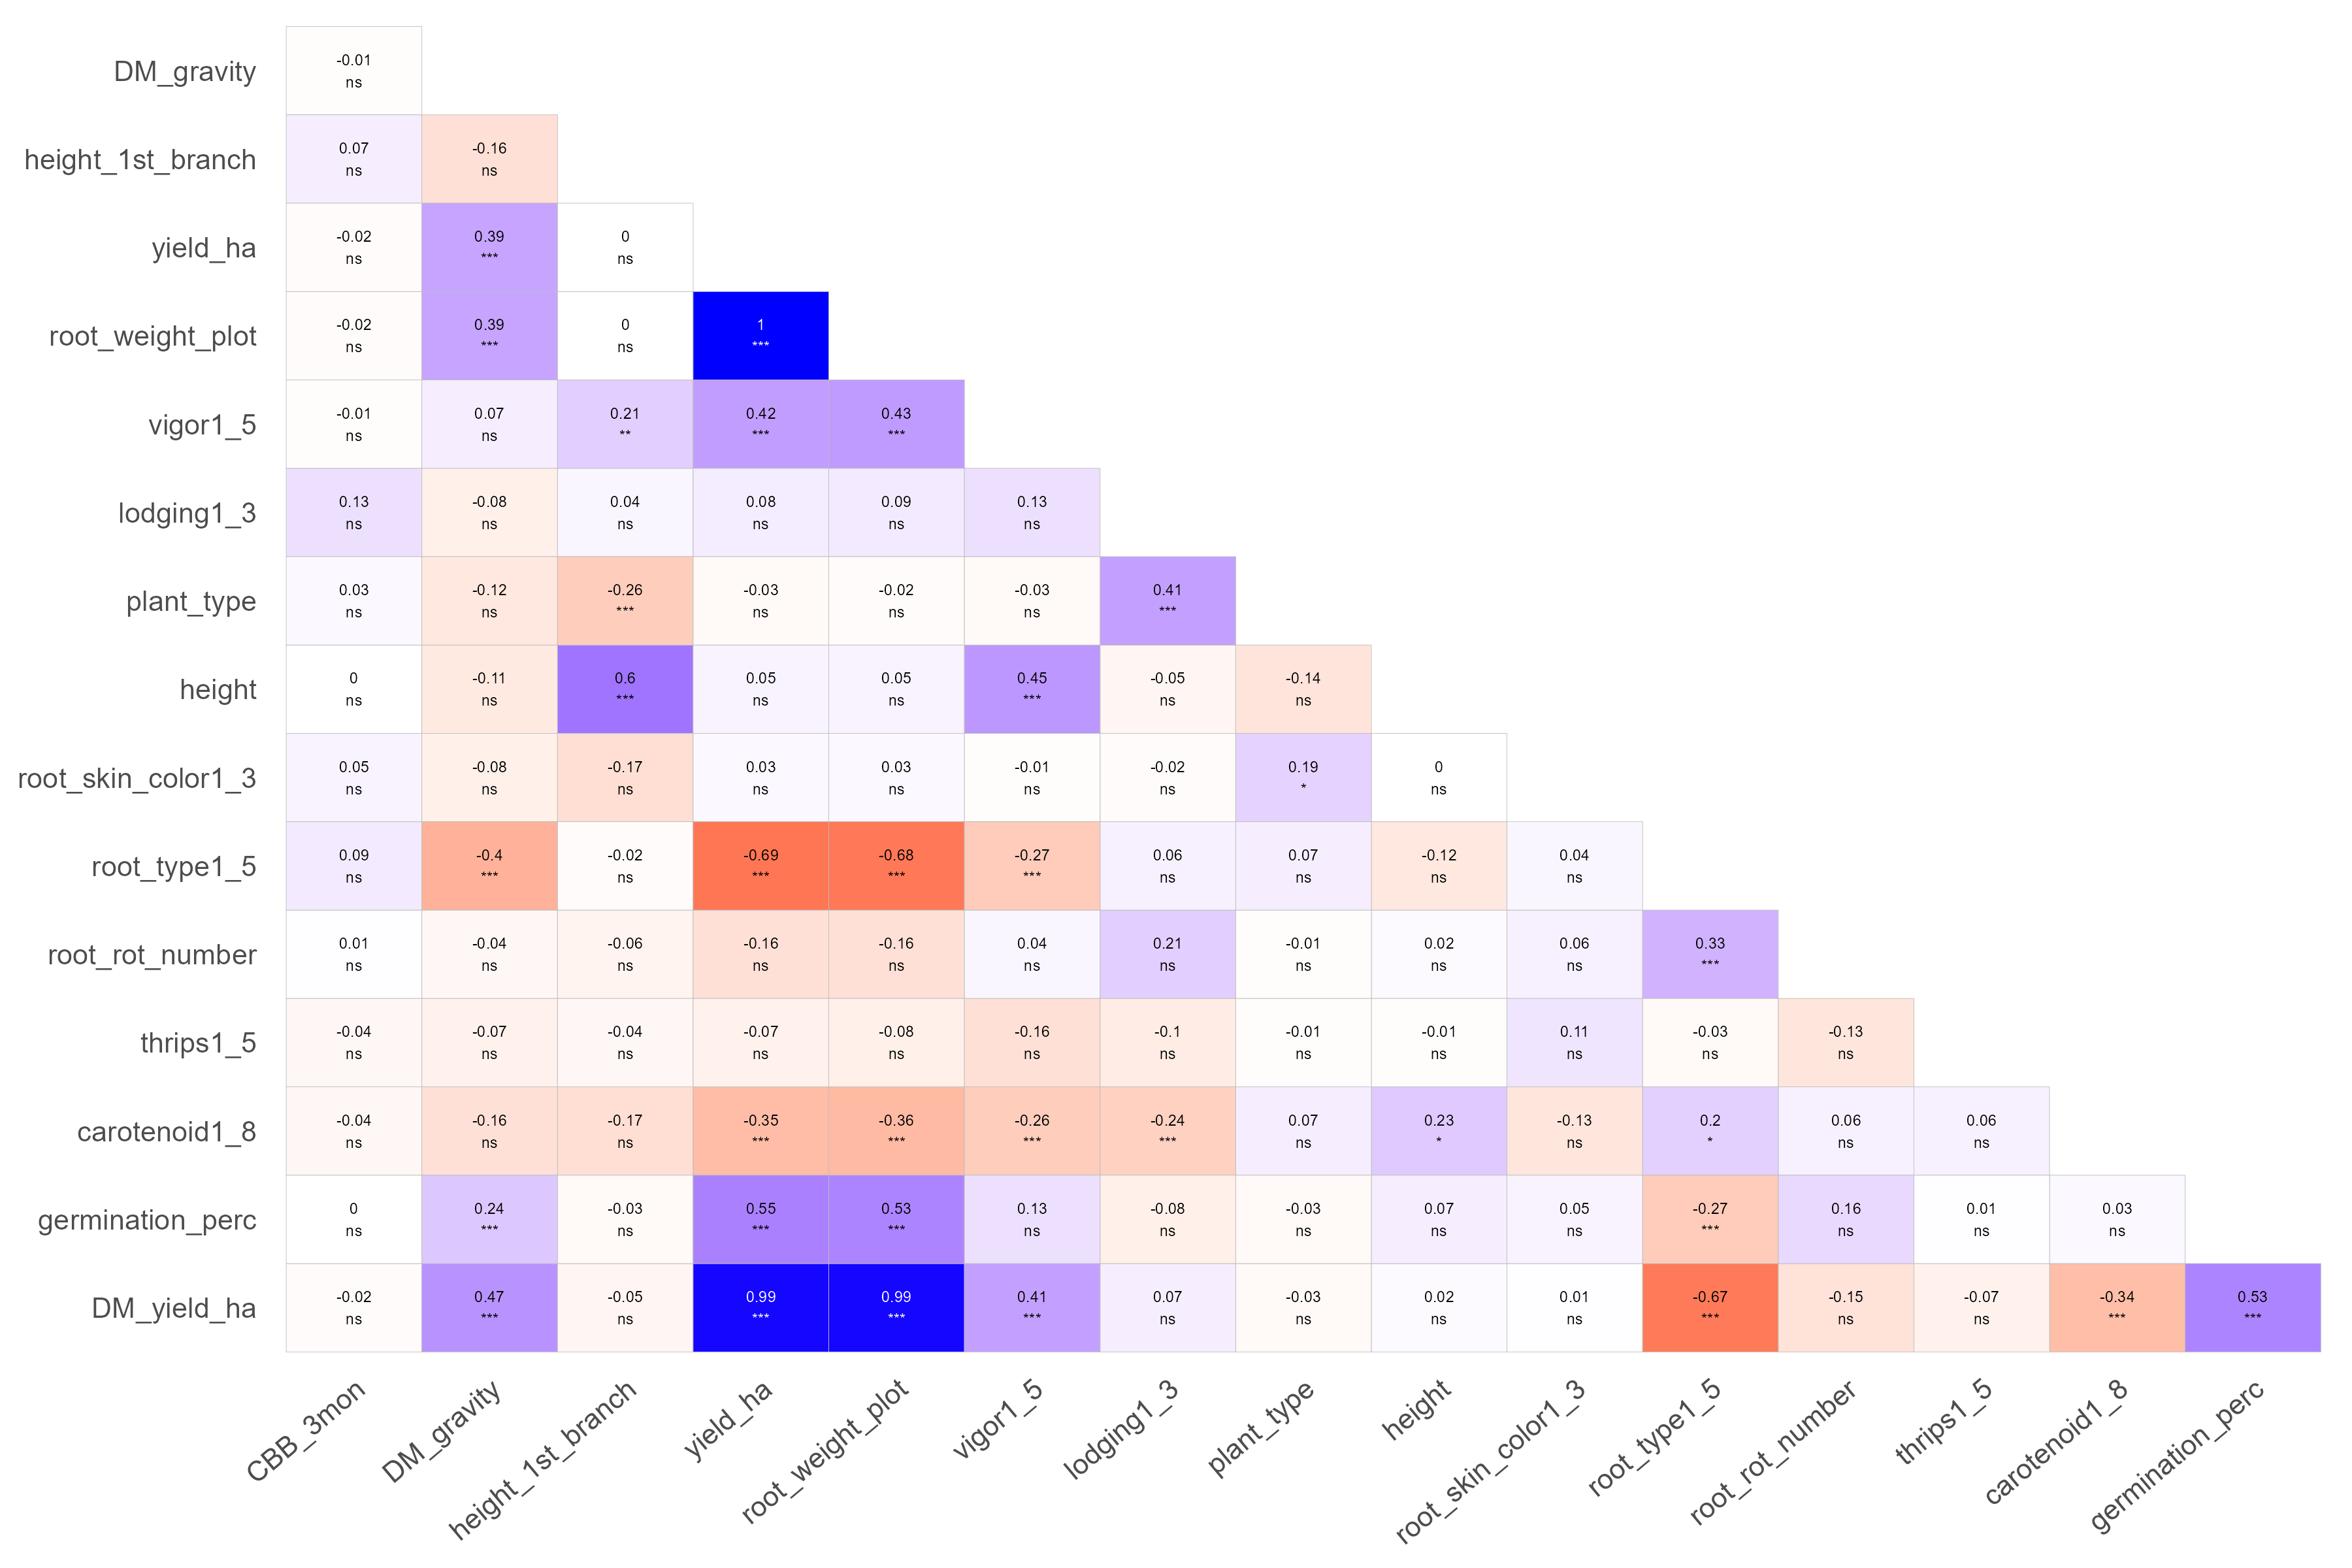 DM_gravity -0.01
ns
height_1st_branch 0.07 -0.16
ns ns
yield_ha -0.02 0.39 0
ns *** ns
root_weight_plot -0.02 0.39 0 1
ns *** ns ***
vigor1_5 -0.01 0.07 0.21 0.42 0.43
ns ns ** *** ***
lodging1_3 0.13 -0.08 0.04 0.08 0.09 0.13
ns ns ns ns ns ns
plant_type 0.03 -0.12 -0.26 -0.03 -0.02 -0.03 0.41
ns ns *** ns ns ns ***
height 0 -0.11 0.6 0.05 0.05 0.45 -0.05 -0.14
ns ns *** ns ns *** ns ns
root_skin_color1_3 0.05 -0.08 -0.17 0.03 0.03 -0.01 -0.02 0.19 0
ns ns ns ns ns ns ns * ns
root_type1_5 0.09 -0.4 -0.02 -0.69 -0.68 -0.27 0.06 0.07 -0.12 0.04
ns *** ns *** *** *** ns ns ns ns
root_rot_number 0.01 -0.04 -0.06 -0.16 -0.16 0.04 0.21 -0.01 0.02 0.06 0.33
ns ns ns ns ns ns ns ns ns ns ***
thrips1_5 -0.04 -0.07 -0.04 -0.07 -0.08 -0.16 -0.1 -0.01 -0.01 0.11 -0.03 -0.13
ns ns ns ns ns ns ns ns ns ns ns ns
carotenoid1_8 -0.04 -0.16 -0.17 -0.35 -0.36 -0.26 -0.24 0.07 0.23 -0.13 0.2 0.06 0.06
ns ns ns *** *** *** *** ns * ns * ns ns
germination_perc 0 0.24 -0.03 0.55 0.53 0.13 -0.08 -0.03 0.07 0.05 -0.27 0.16 0.01 0.03
ns *** ns *** *** ns ns ns ns ns *** ns ns ns
DM_yield_ha -0.02 0.47 -0.05 0.99 0.99 0.41 0.07 -0.03 0.02 0.01 -0.67 -0.15 -0.07 -0.34 0.53
ns *** ns *** *** *** ns ns ns ns *** ns ns *** ***
CBB_3mon DM_gravity height_1st_branch yield_ha root_weight_plot vigor1_5 lodging1_3 plant_type height root_skin_color1_3 root_type1_5 root_rot_number thrips1_5 carotenoid1_8 germination_perc